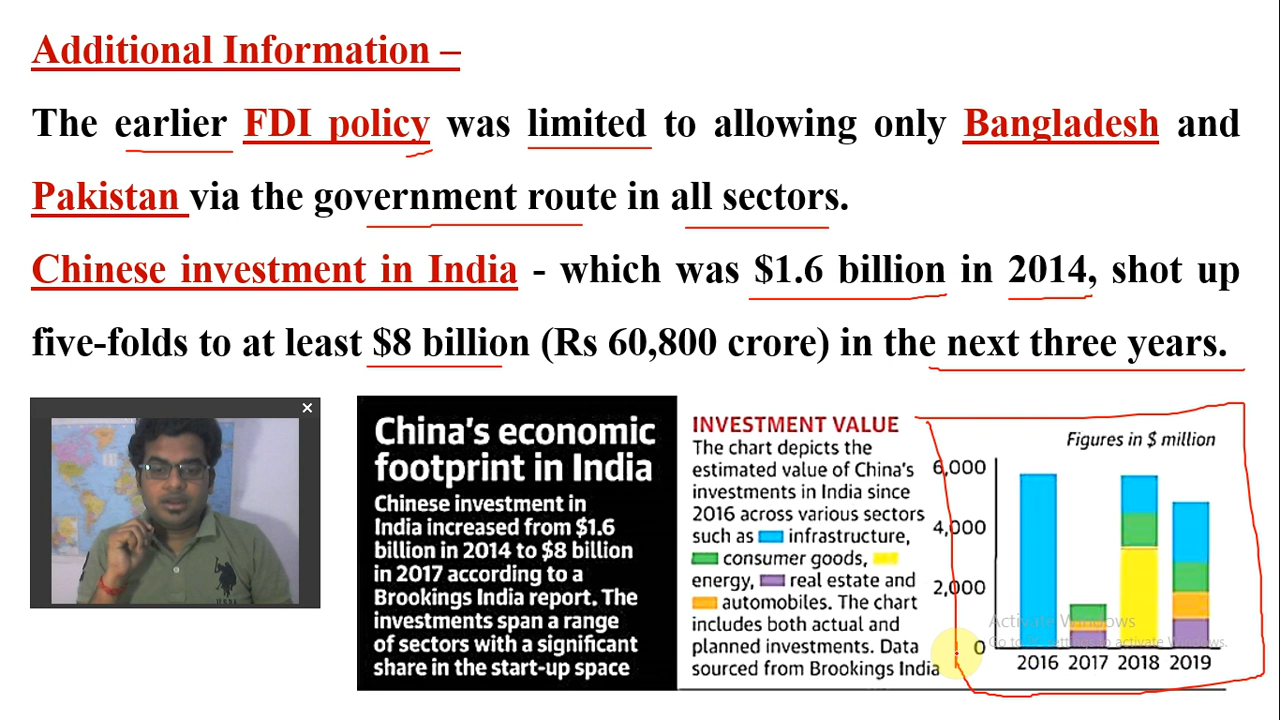 Additional Information –
The earlier FDI policy was limited to allowing only Bangladesh and
Pakistan via the government route in all sectors.
Chinese investment in India - which was $1.6 billion in 2014, shot up
five-folds to at least $8 billion (Rs 60,800 crore) in the next three years.
China's economic
footprint in India
Chinese investment in
India increased from $1.6
billion in 2014 to $8 billion
in 2017 according to a
Brookings India report. The
investments span a range
of sectors with a significant
share in the start-up space
INVESTMENT VALUE
The chart depicts the
estimated value of China's
investments in India since
2016 across various sectors
such as infrastructure,
consumer goods,
energy, real estate and
automobiles. The chart
includes both actual and
planned investments. Data
sourced from Brookings India
Figures in $ million
6,000
4,000
2,000
0
2016 2017 2018 2019
Activate Windows
Go to PC settings to activate Windows.